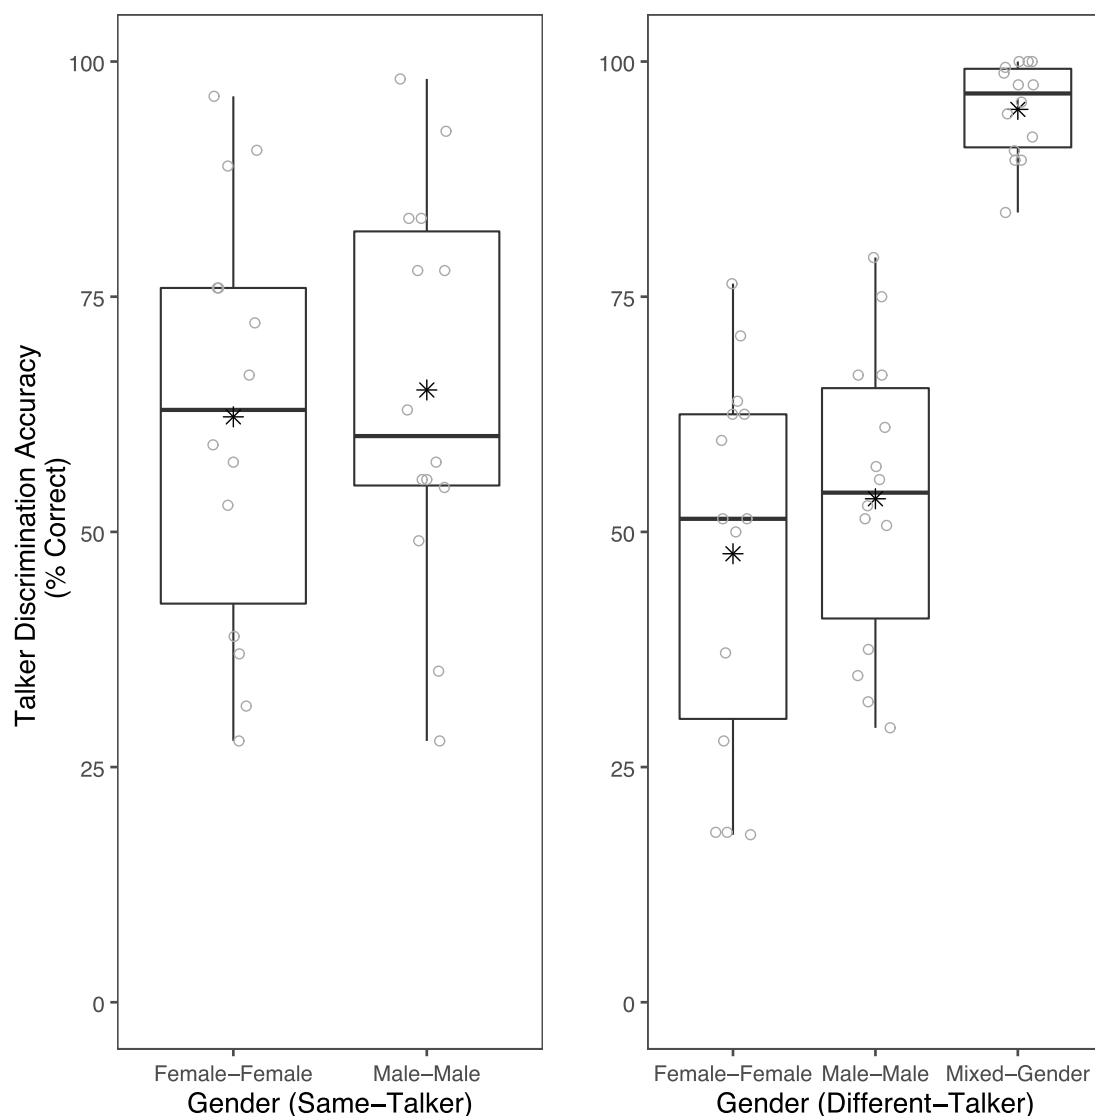 Talker Discrimination Accuracy
(% Correct)
100
75
50
25
0
Female–Female Male–Male
Gender (Same–Talker)
100
75
50
25
0
Female–Female Male–Male Mixed–Gender
Gender (Different–Talker)